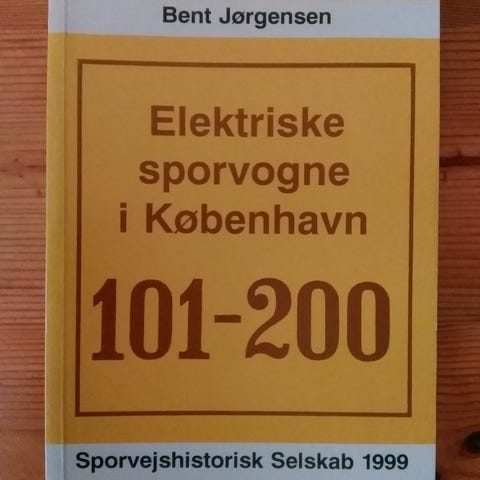 Bent Jørgensen
Elektriske
sporvogne
i København
101-200
Sporvejshistorisk Selskab 1999